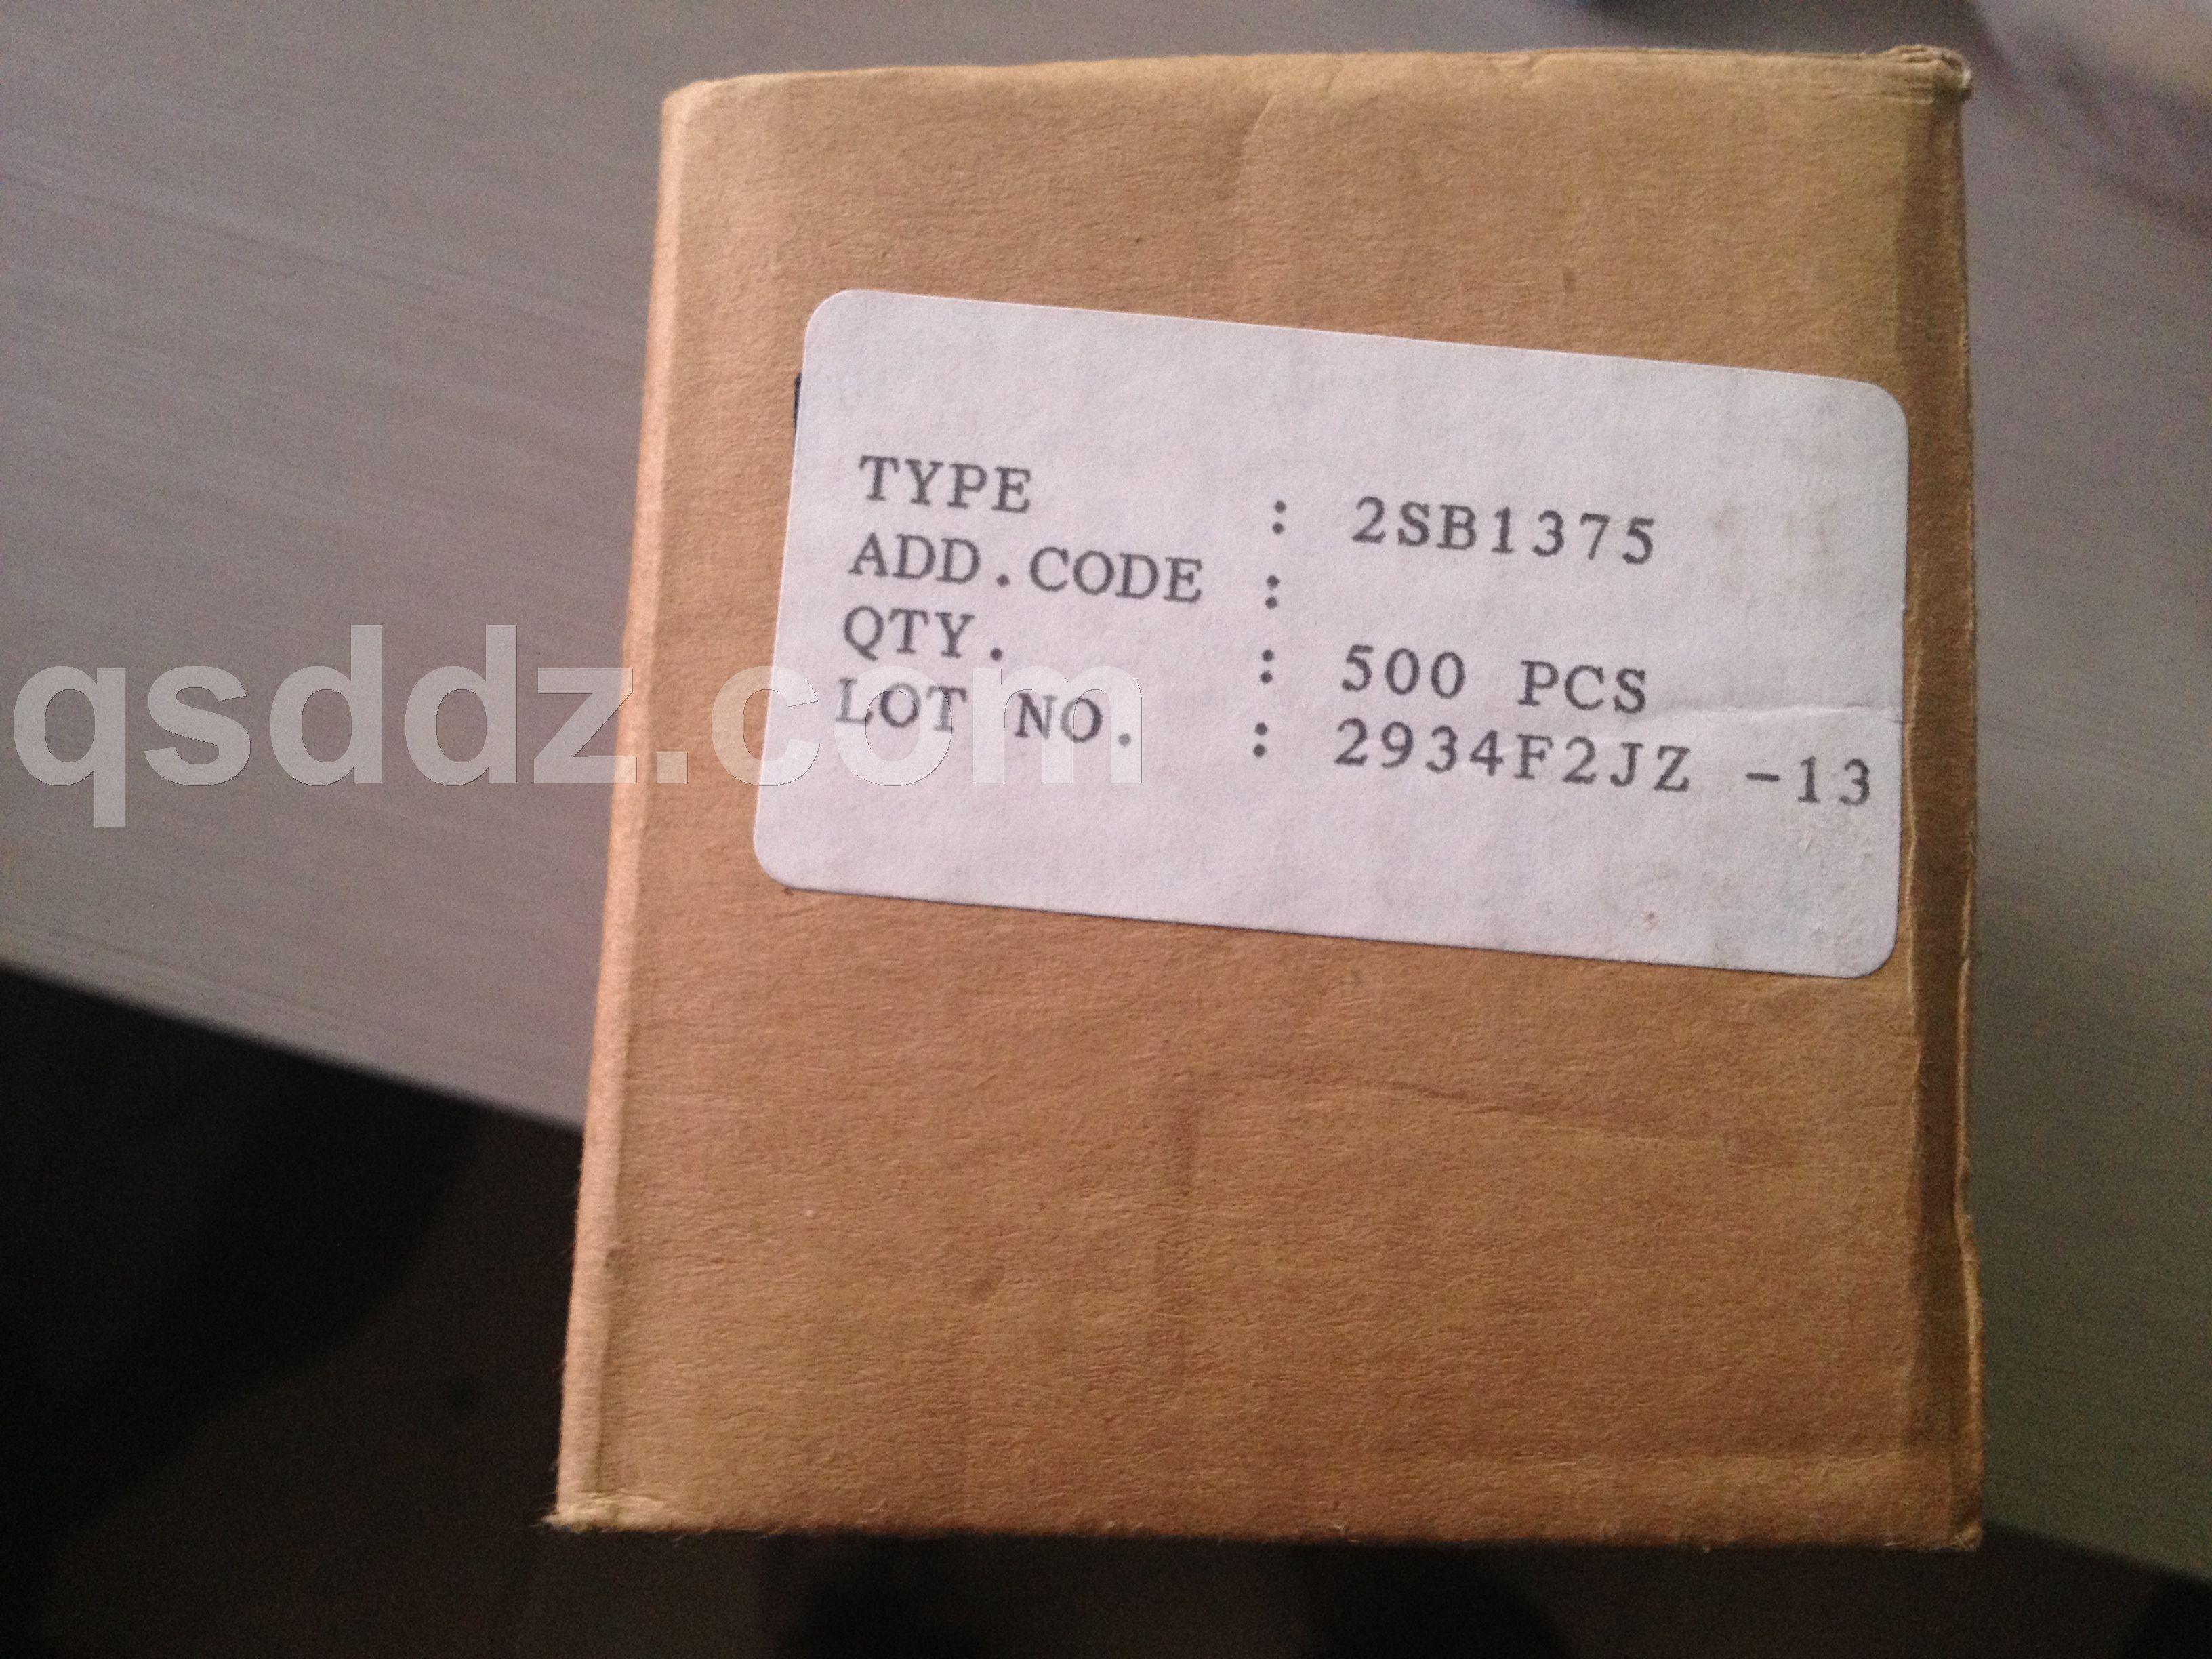 TYPE : 2SB1375
ADD.CODE :
QTY. : 500 PCS
LOT NO. : 2934F2JZ -13
qsddz.com